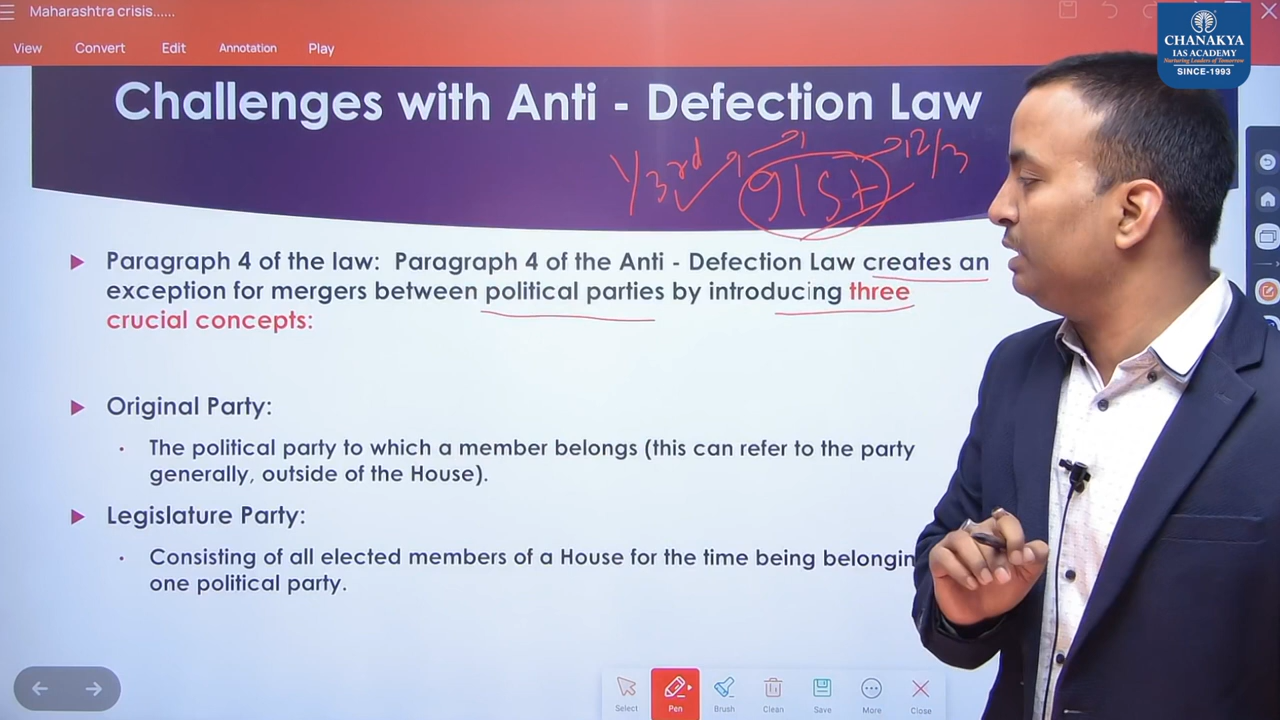 Maharashtra crisis......
View Convert Edit Annotation Play
CHANAKYA
IAS ACADEMY
Nurturing Leaders of Tomorrow
SINCE-1993
Challenges with Anti - Defection Law
1/3rd 91st 2/3
Paragraph 4 of the law: Paragraph 4 of the Anti - Defection Law creates an
exception for mergers between political parties by introducing three
crucial concepts:
Original Party:
The political party to which a member belongs (this can refer to the party
generally, outside of the House).
Legislature Party:
Consisting of all elected members of a House for the time being belongin
one political party.
Select Pen Brush Clean Save More Close